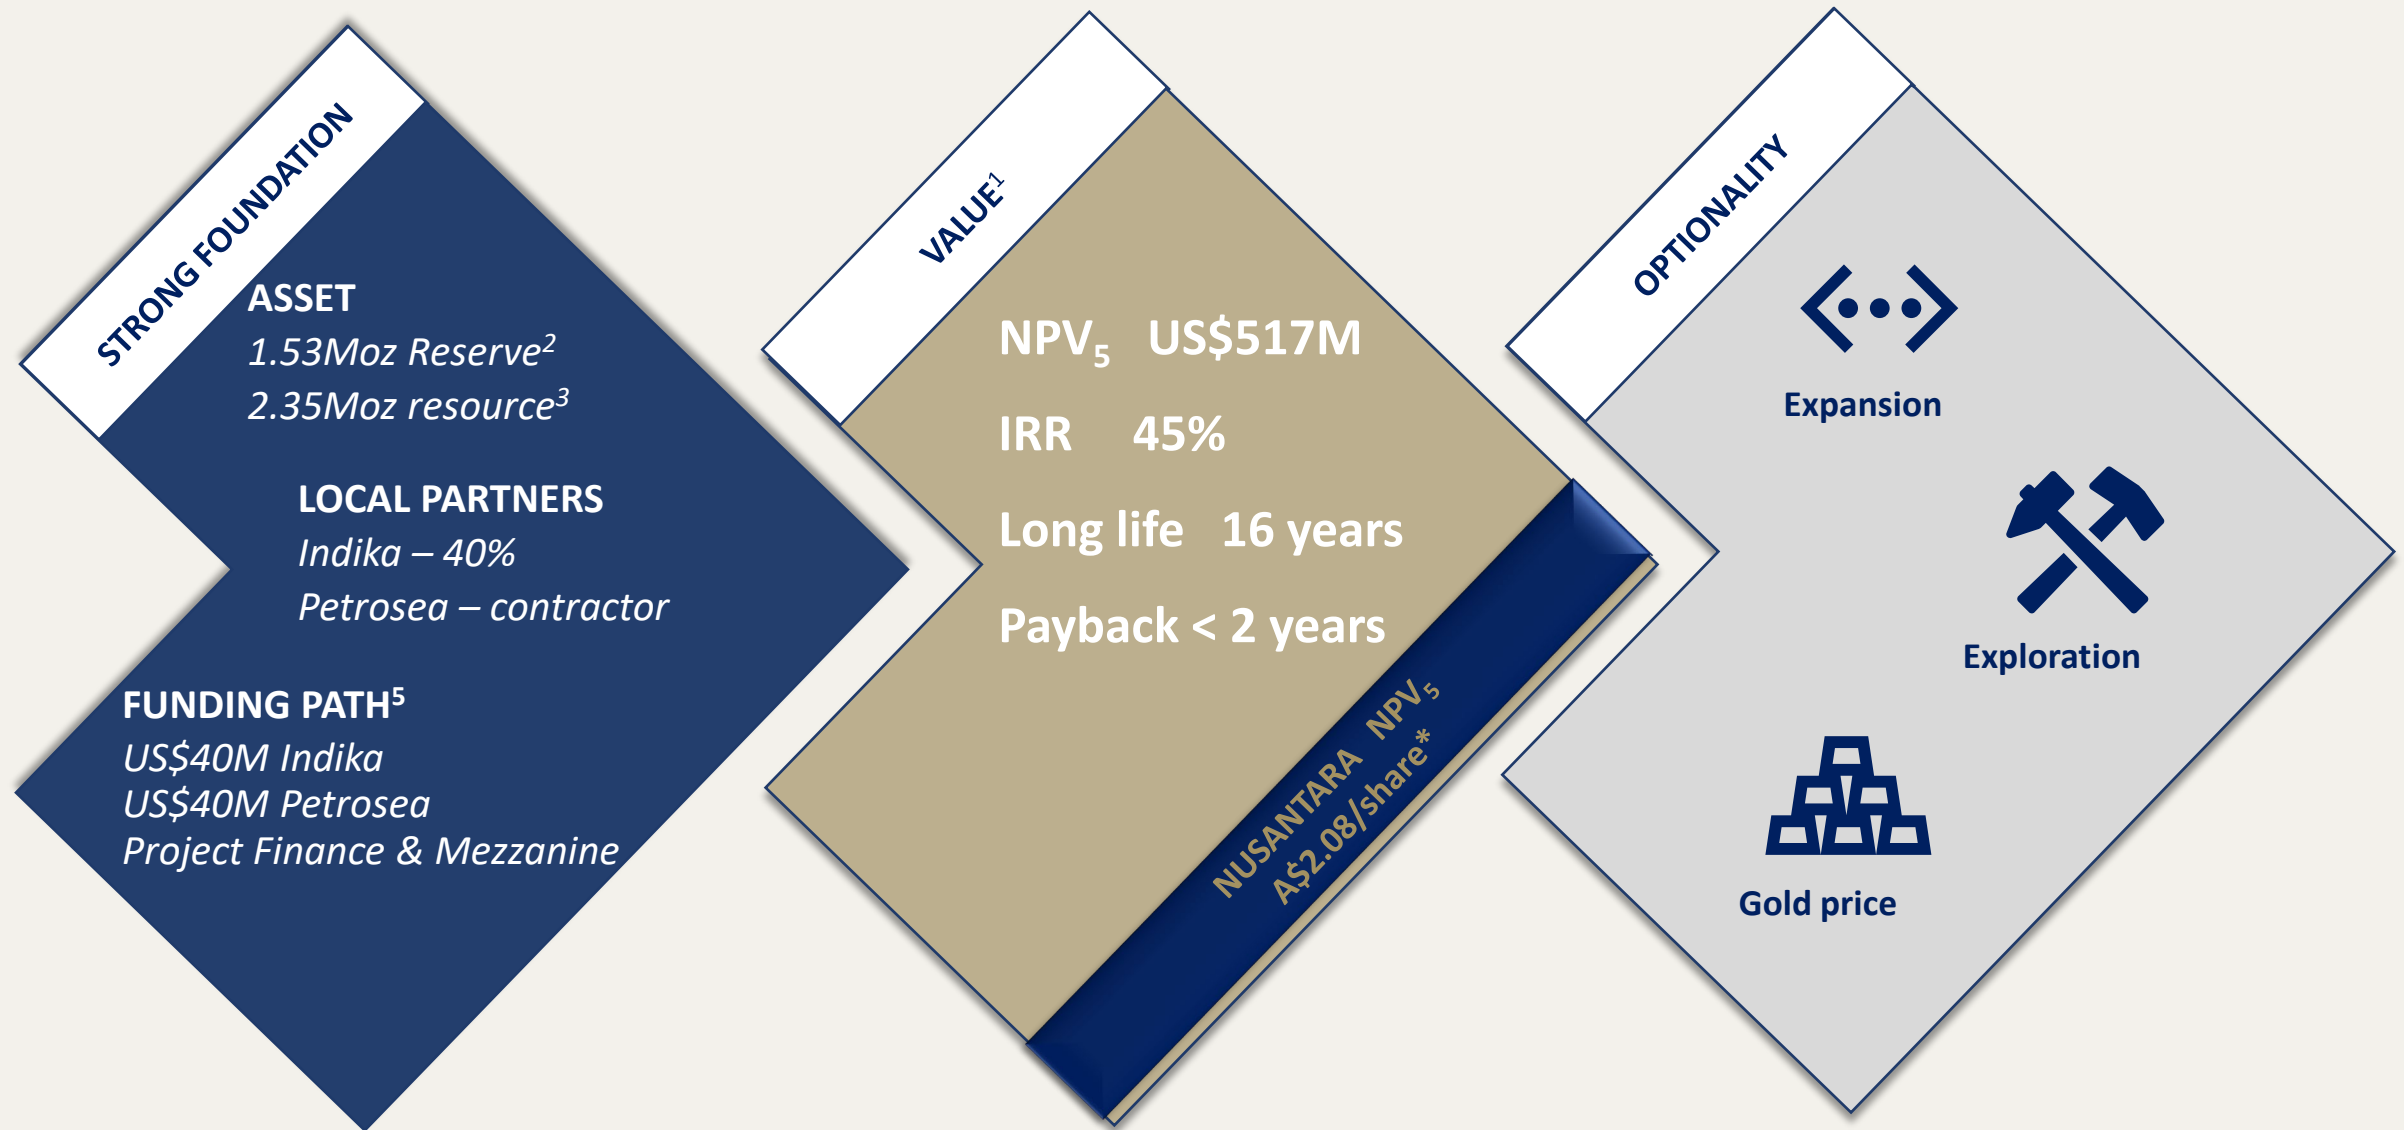 STRONG FOUNDATION
ASSET
1.53Moz Reserve²
2.35Moz resource³
LOCAL PARTNERS
Indika – 40%
Petrosea – contractor
FUNDING PATH⁵
US$40M Indika
US$40M Petrosea
Project Finance & Mezzanine
VALUE¹
NPV₅ US$517M
IRR 45%
Long life 16 years
Payback < 2 years
NUSANTARA NPV₅
A$2.08/share*
OPTIONALITY
Expansion
Exploration
Gold price